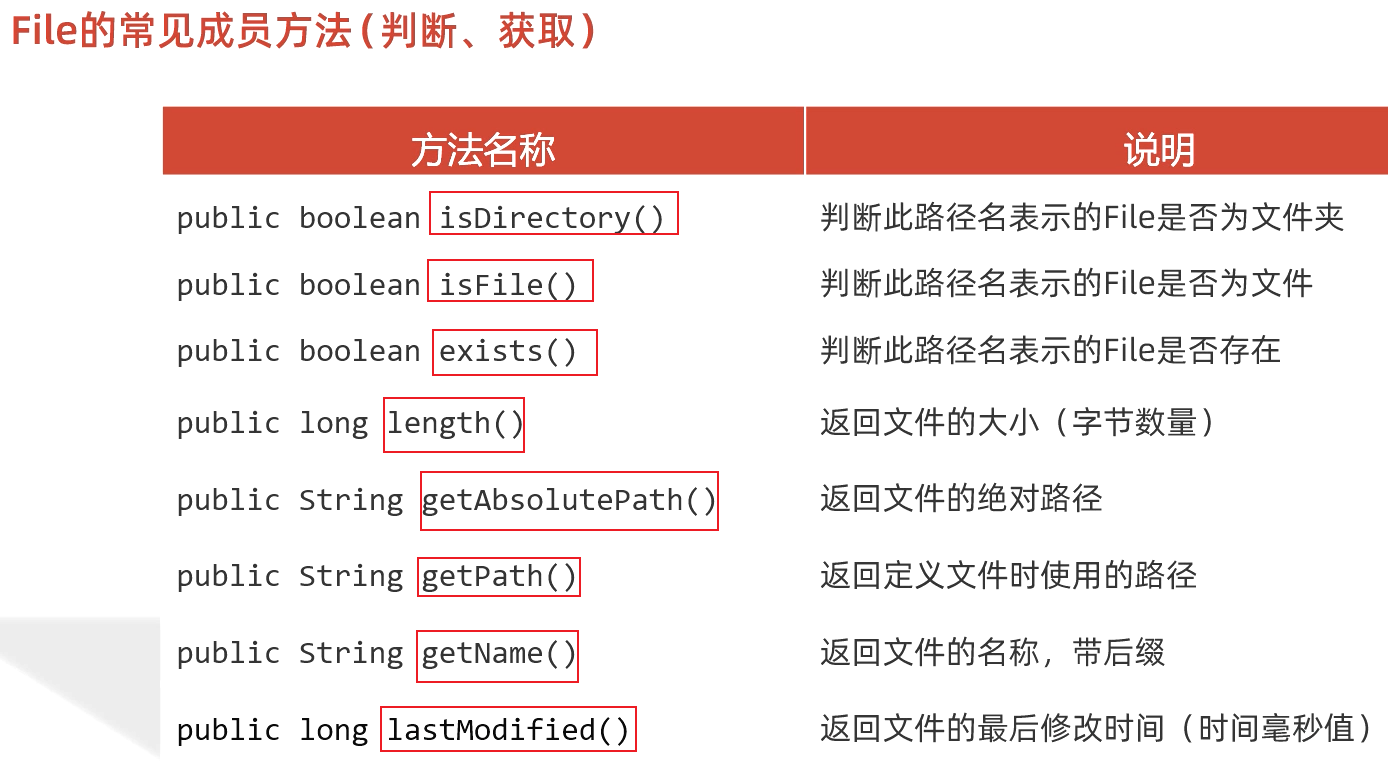 File的常见成员方法(判断、获取)
方法名称 说明
public boolean isDirectory() 判断此路径名表示的File是否为文件夹
public boolean isFile() 判断此路径名表示的File是否为文件
public boolean exists() 判断此路径名表示的File是否存在
public long length() 返回文件的大小（字节数量）
public String getAbsolutePath() 返回文件的绝对路径
public String getPath() 返回定义文件时使用的路径
public String getName() 返回文件的名称，带后缀
public long lastModified() 返回文件的最后修改时间（时间毫秒值）